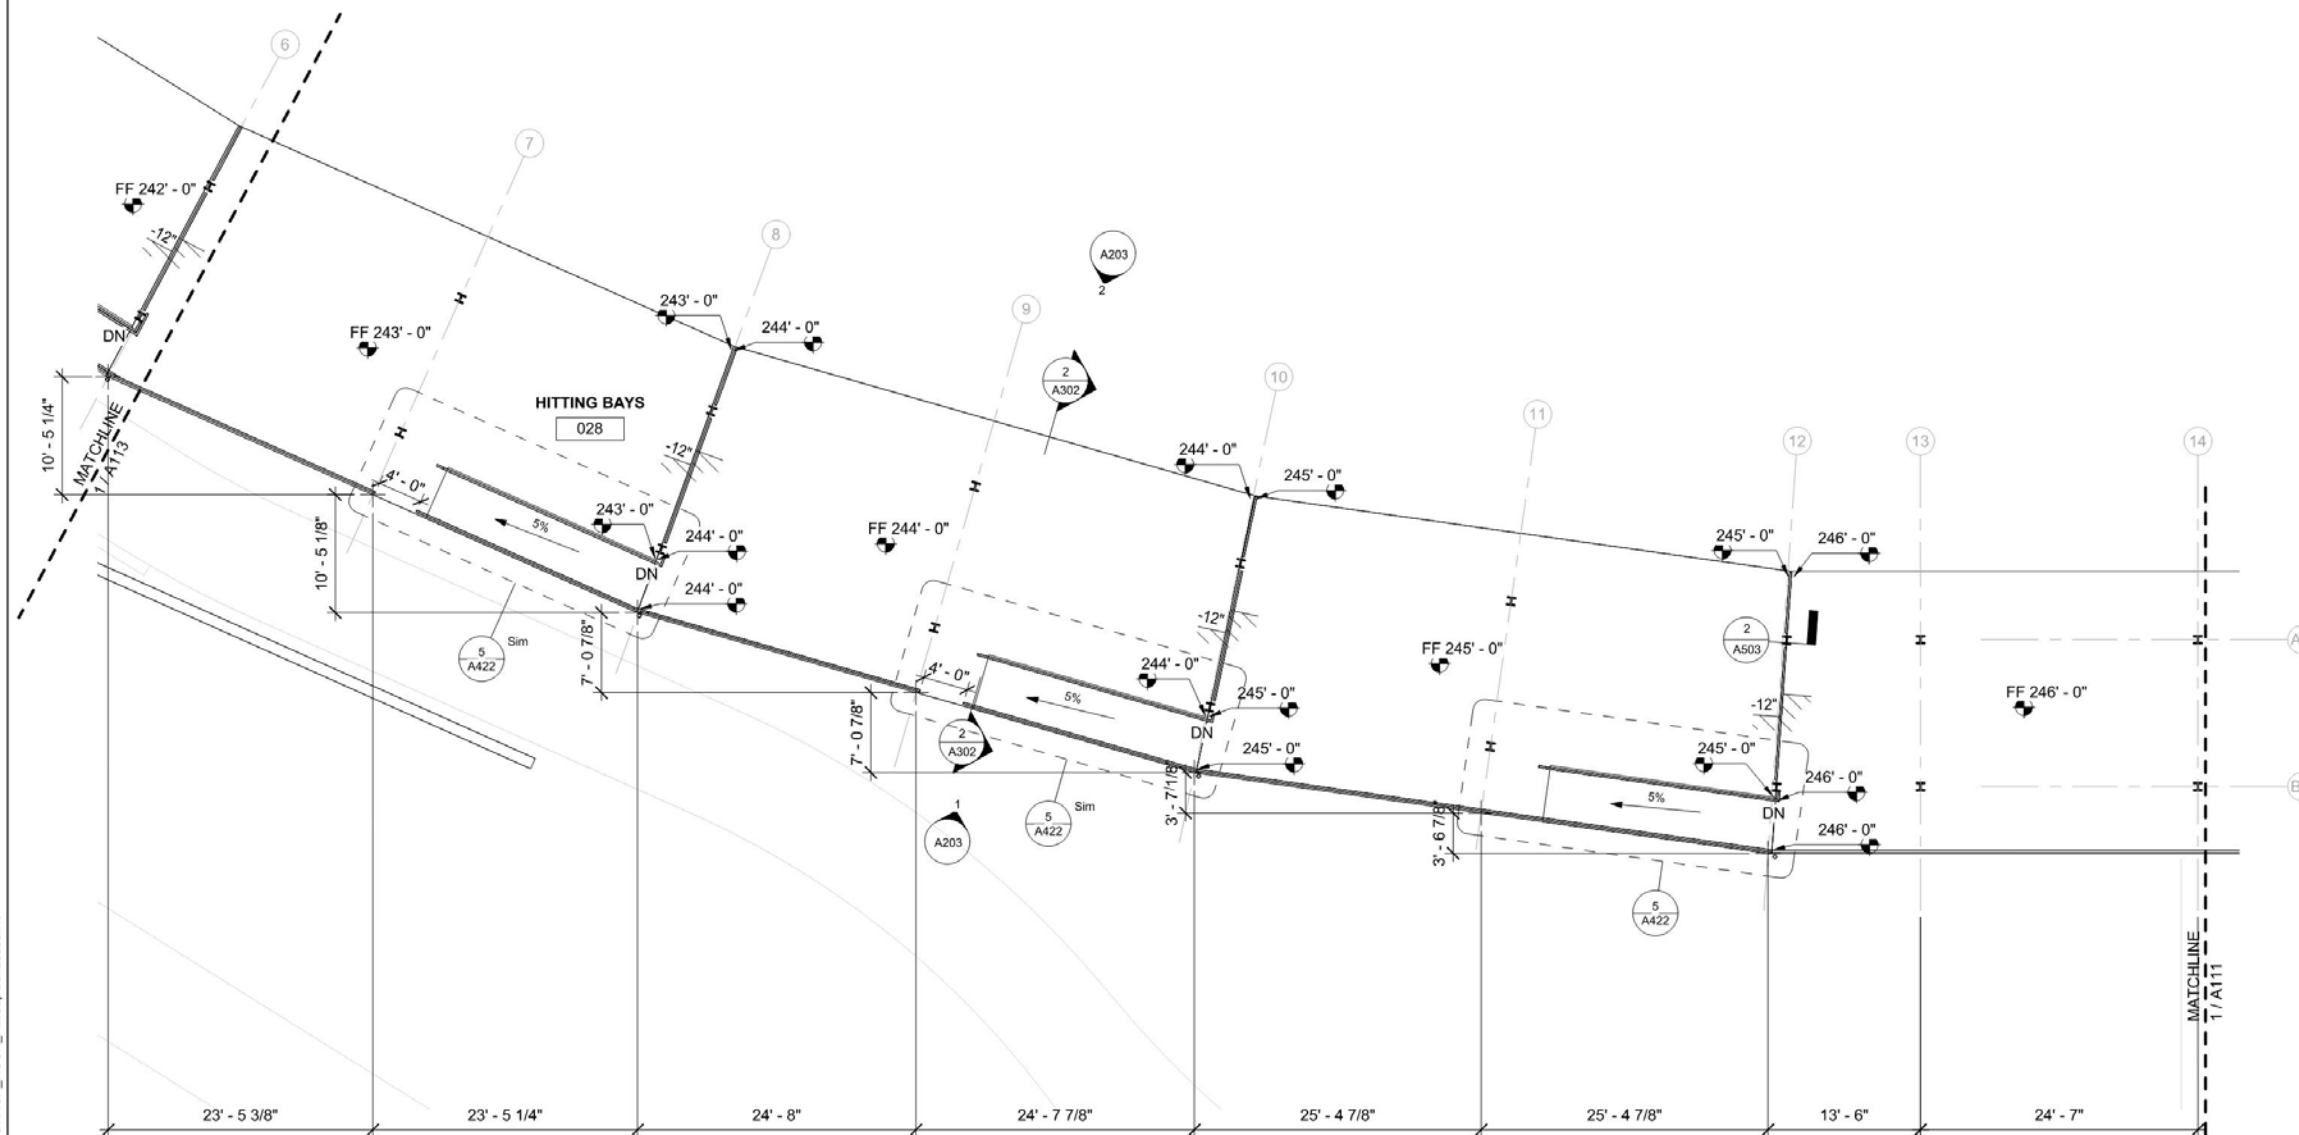 6
7
FF 242' - 0"
8
-12"
A203
2
243' - 0"
244' - 0"
9
DN
FF 243' - 0"
2
A302
10
HITTING BAYS
028
11
10' - 5 1/4"
MATCHLINE
1 / A113
-12"
244' - 0"
245' - 0"
12
13
14
4' - 0"
243' - 0"
5%
244' - 0"
FF 244' - 0"
245' - 0"
246' - 0"
10' - 5 1/8"
DN
244' - 0"
-12"
2
A503
A
5
A422
Sim
7' - 0 7/8"
4' - 0"
244' - 0"
FF 245' - 0"
5%
245' - 0"
-12"
FF 246' - 0"
2
A302
DN
7' - 0 7/8"
245' - 0"
245' - 0"
246' - 0"
B
3' - 7 1/8"
5%
DN
1
A203
5
A422
Sim
3' - 6 7/8"
246' - 0"
5
A422
MATCHLINE
1 / A111
23' - 5 3/8"
23' - 5 1/4"
24' - 8"
24' - 7 7/8"
25' - 4 7/8"
25' - 4 7/8"
13' - 6"
24' - 7"